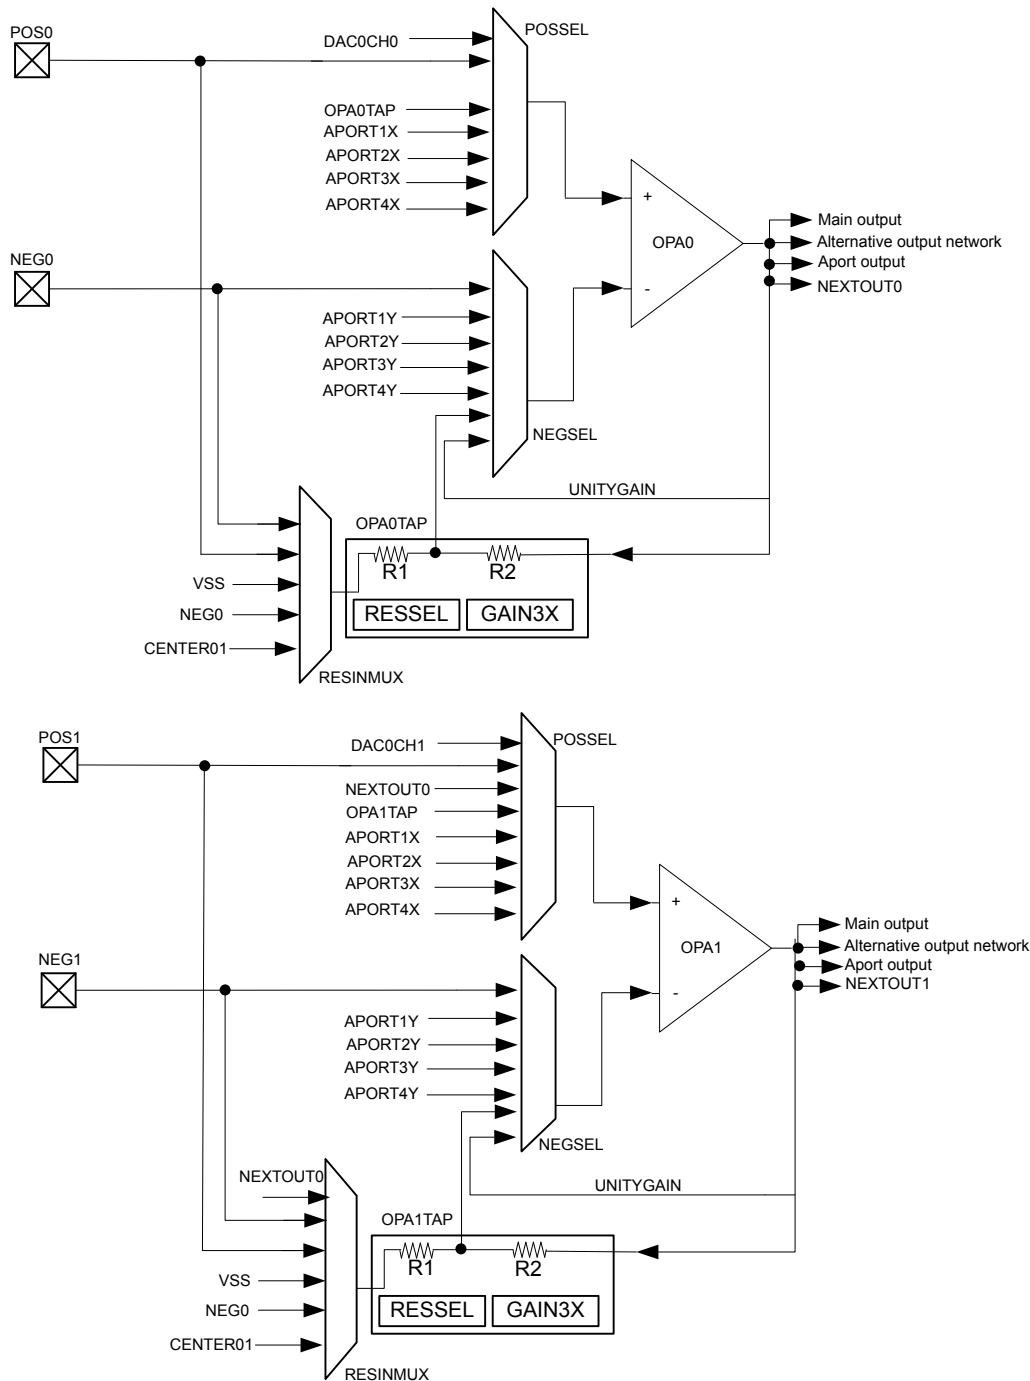 POS0
DAC0CH0
POSSEL
OPA0TAP
APORT1X
APORT2X
APORT3X
APORT4X
+
OPA0
-
Main output
Alternative output network
Aport output
NEXTOUT0
NEG0
APORT1Y
APORT2Y
APORT3Y
APORT4Y
NEGSEL
UNITYGAIN
OPA0TAP
R1
R2
RESSEL
GAIN3X
VSS
NEG0
CENTER01
RESINMUX
POS1
DAC0CH1
POSSEL
NEXTOUT0
OPA1TAP
APORT1X
APORT2X
APORT3X
APORT4X
+
OPA1
-
Main output
Alternative output network
Aport output
NEXTOUT1
NEG1
APORT1Y
APORT2Y
APORT3Y
APORT4Y
NEGSEL
NEXTOUT0
UNITYGAIN
OPA1TAP
R1
R2
RESSEL
GAIN3X
VSS
NEG0
CENTER01
RESINMUX